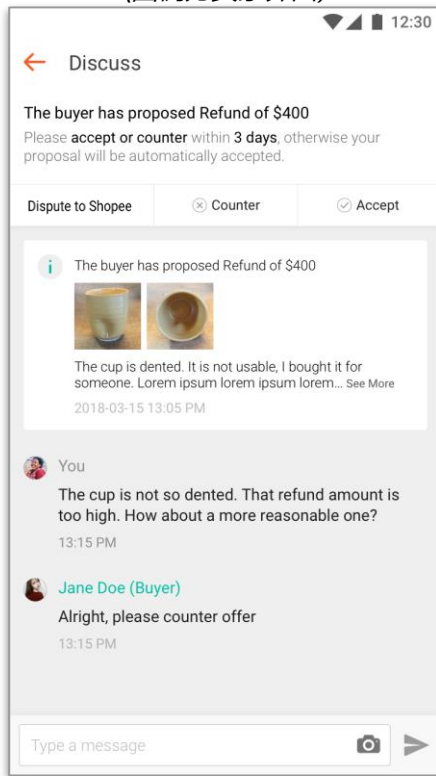 12:30
Discuss
The buyer has proposed Refund of $400
Please accept or counter within 3 days, otherwise your
proposal will be automatically accepted.
Dispute to Shopee
Counter
Accept
The buyer has proposed Refund of $400
The cup is dented. It is not usable, I bought it for
someone. Lorem ipsum lorem ipsum lorem... See More
2018-03-15 13:05 PM
You
The cup is not so dented. That refund amount is
too high. How about a more reasonable one?
13:15 PM
Jane Doe (Buyer)
Alright, please counter offer
13:15 PM
Type a message